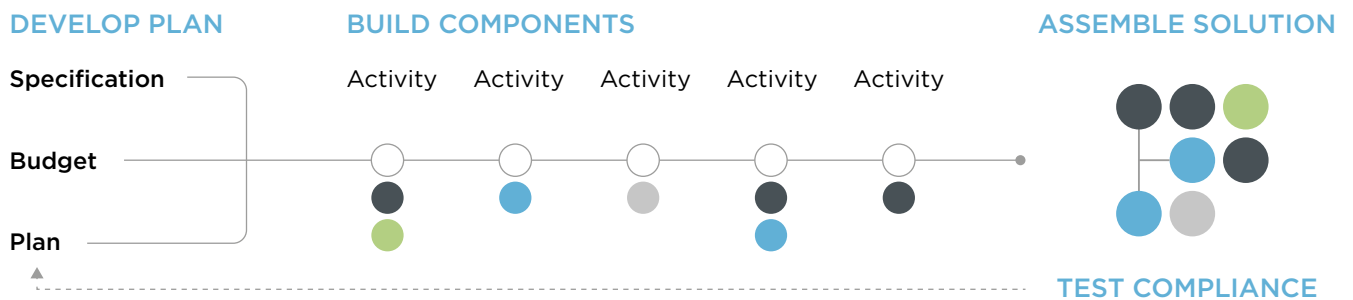 DEVELOP PLAN BUILD COMPONENTS ASSEMBLE SOLUTION
Specification Activity Activity Activity Activity Activity
Budget
Plan
TEST COMPLIANCE